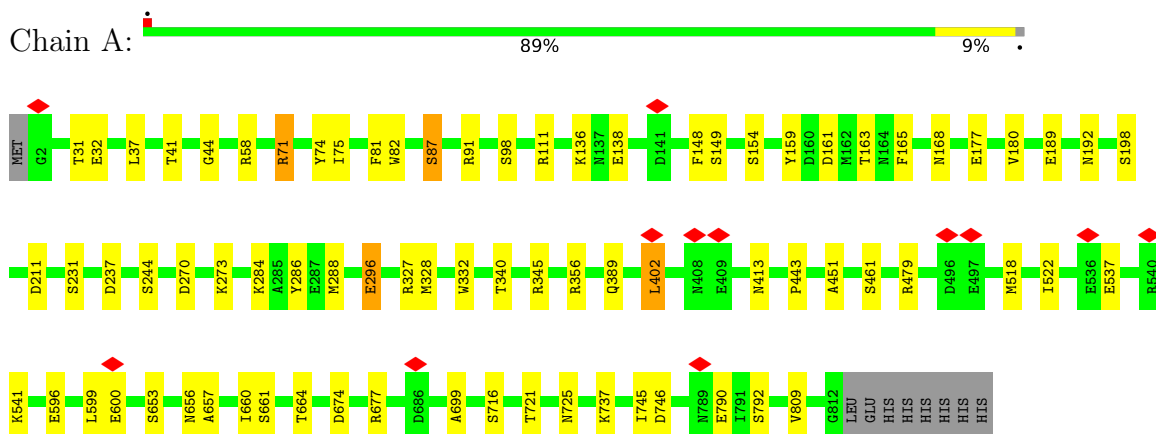 Chain A:
89%
9%
MET G2 T31 E32 L37 T41 G44 R58 R71 Y74 I75 F81 W82 S87 R91 S98 R111 K136 N137 E138 D141 F148 S149 S154 Y159 D160 D161 M162 T163 N164 F165 N168 E177 V180 E189 N192 S198
D211 S231 D237 S244 D270 K273 K284 A285 Y286 E287 M288 E296 R327 M328 W332 T340 R345 R356 Q389 L402 N408 E409 N413 P443 A451 S461 R479 D496 E497 M518 I522 E536 E537 R540
K541 E596 L599 E600 S653 N656 A657 I660 S661 T664 D674 R677 D686 A699 S716 T721 N725 K737 I745 D746 N789 E790 I791 S792 V809 G812 LEU GLU HIS HIS HIS HIS HIS HIS